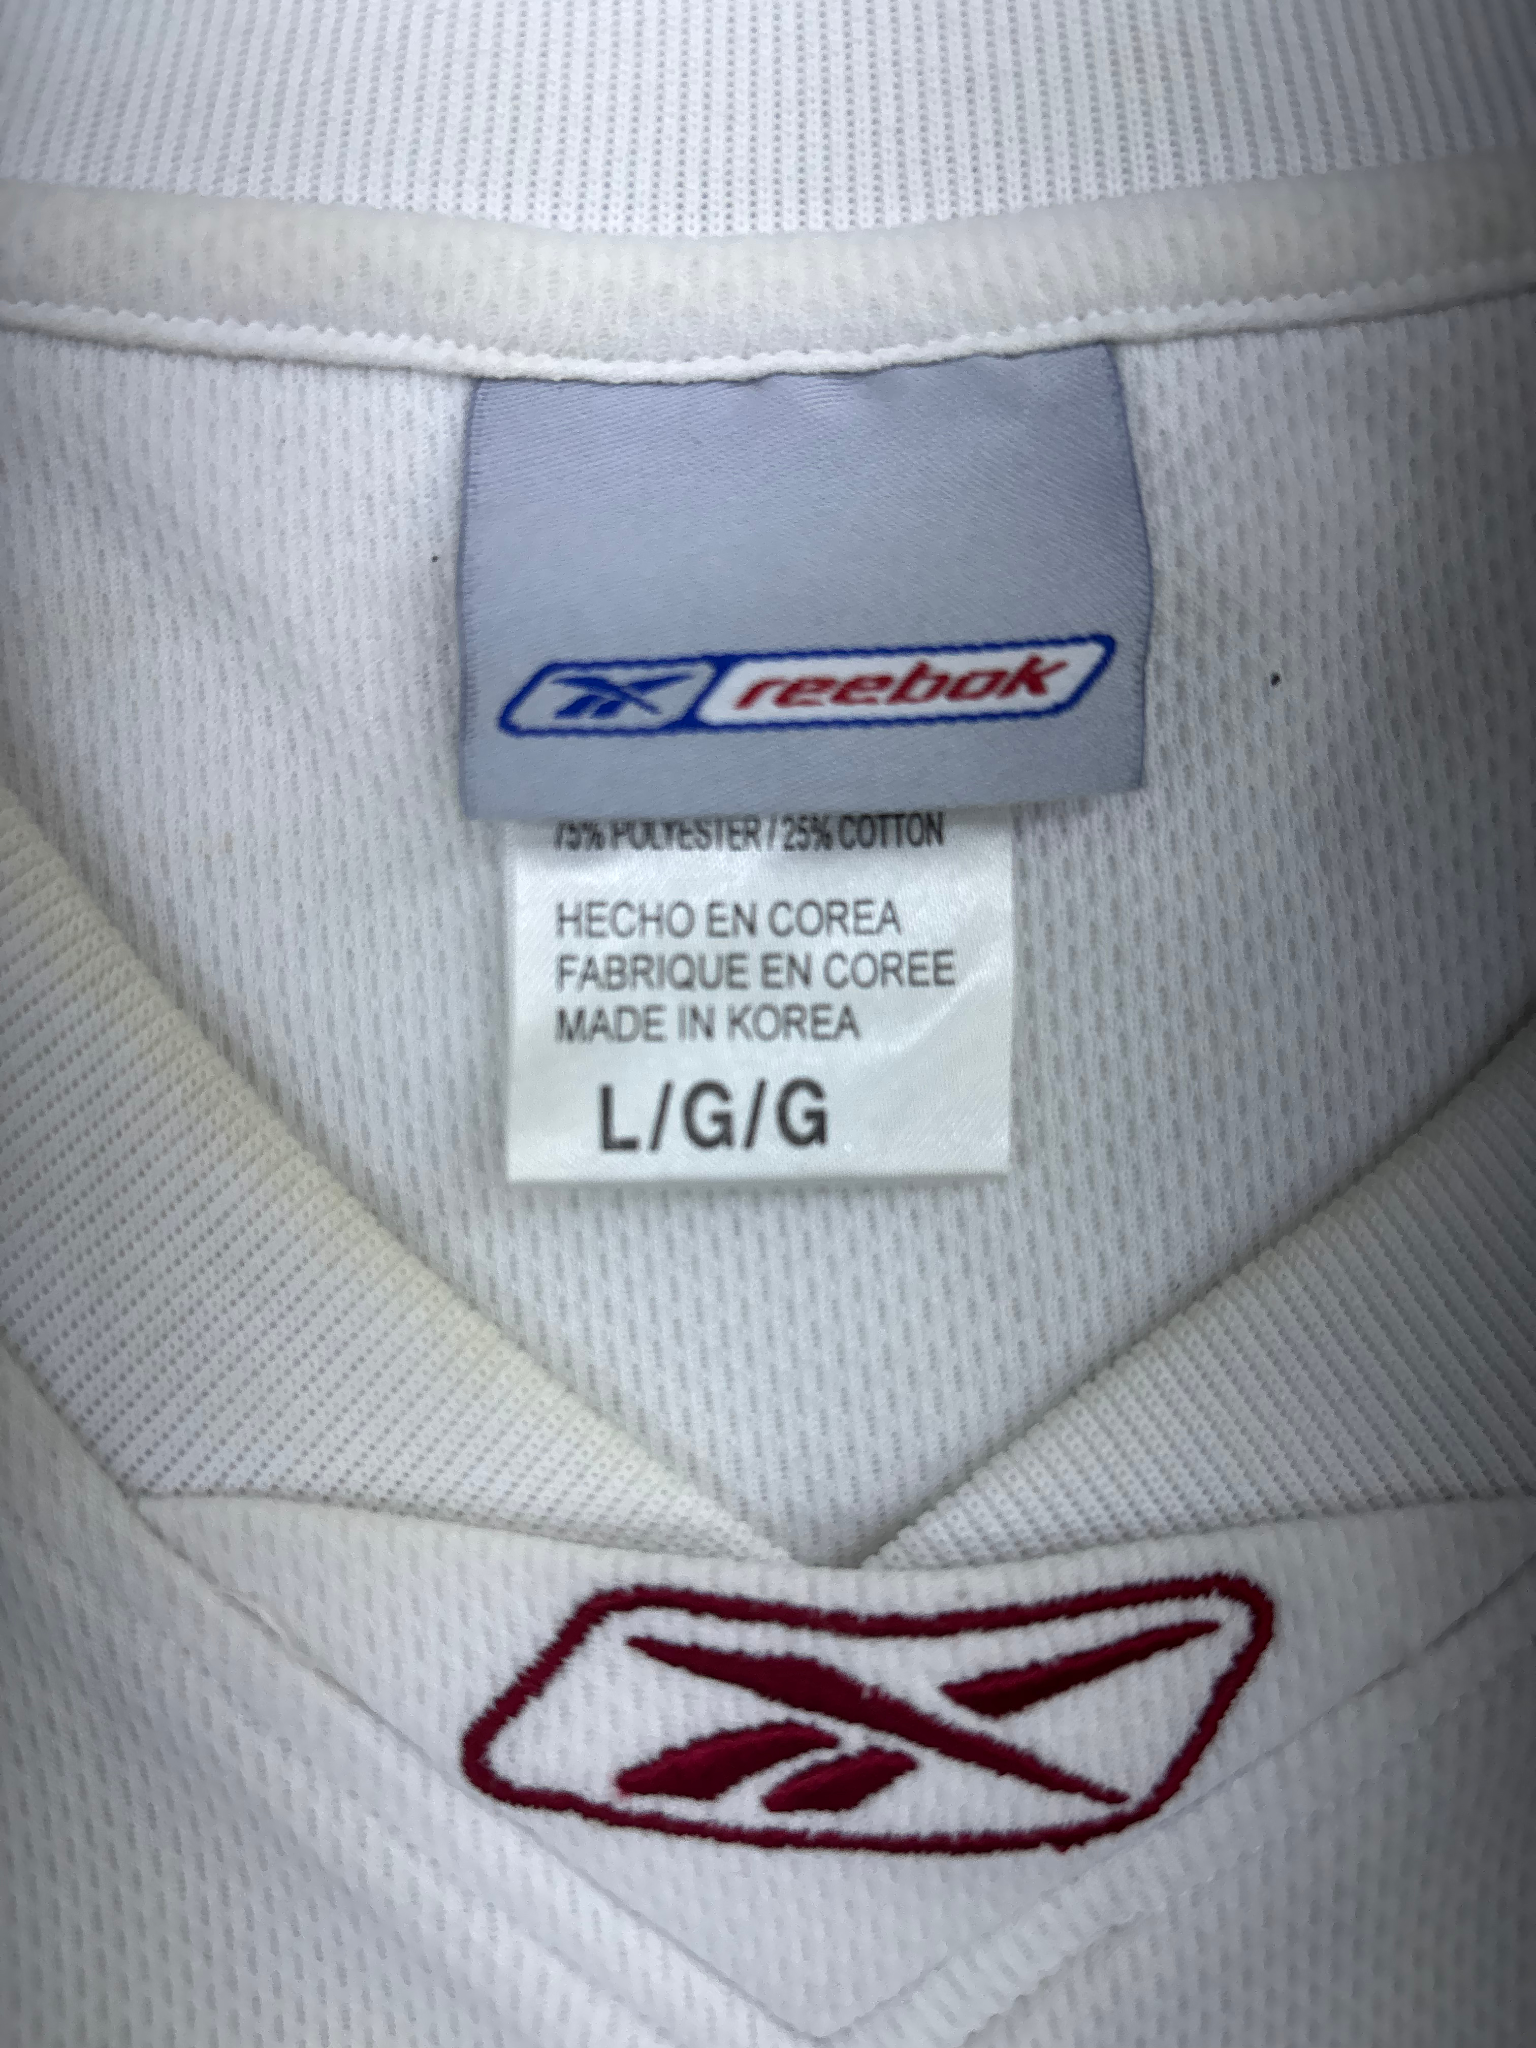 reebok
75% POLYESTER / 25% COTTON
HECHO EN COREA
FABRIQUE EN COREE
MADE IN KOREA
L/G/G